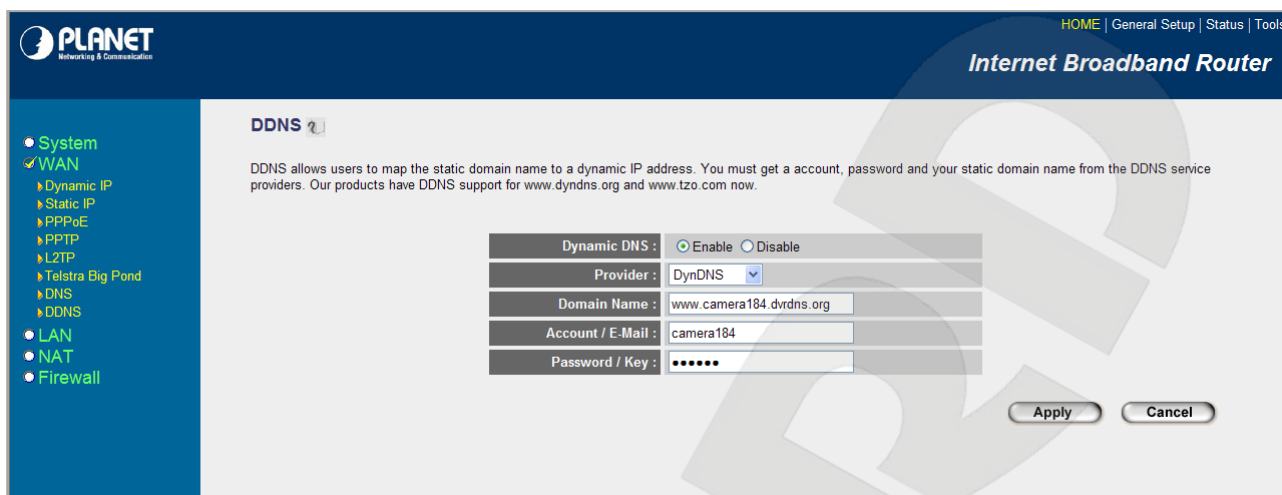 PLANET
Networking & Communication
HOME | General Setup | Status | Tools
Internet Broadband Router
System
WAN
Dynamic IP
Static IP
PPPoE
PPTP
L2TP
Telstra Big Pond
DNS
DDNS
LAN
NAT
Firewall
DDNS
DDNS allows users to map the static domain name to a dynamic IP address. You must get a account, password and your static domain name from the DDNS service
providers. Our products have DDNS support for www.dyndns.org and www.tzo.com now.
Dynamic DNS : Enable Disable
Provider : DynDNS
Domain Name : www.camera184.dvrdns.org
Account / E-Mail : camera184
Password / Key : ••••••
Apply Cancel